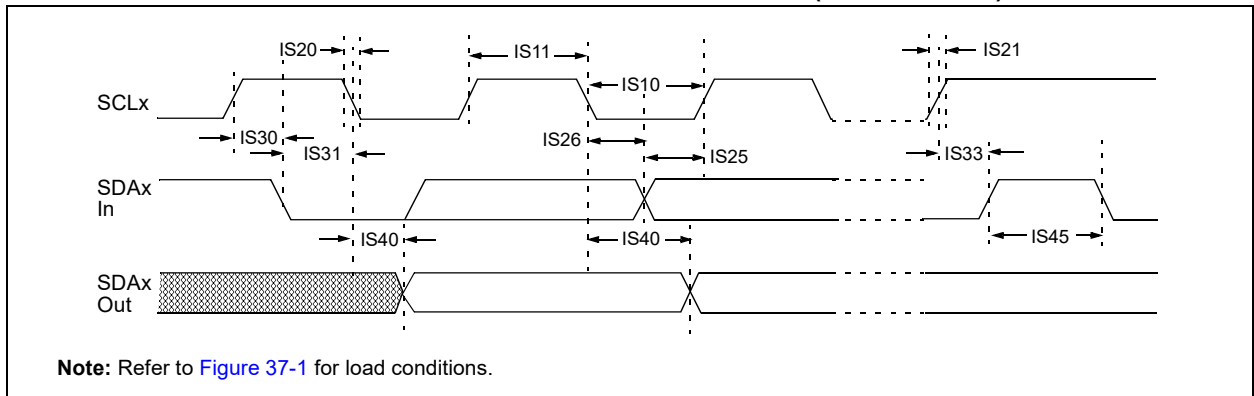 IS20
IS11
IS21
IS10
SCLx
IS30
IS26
IS31
IS25
IS33
SDAx
In
IS40
IS40
IS45
SDAx
Out
Note: Refer to Figure 37-1 for load conditions.